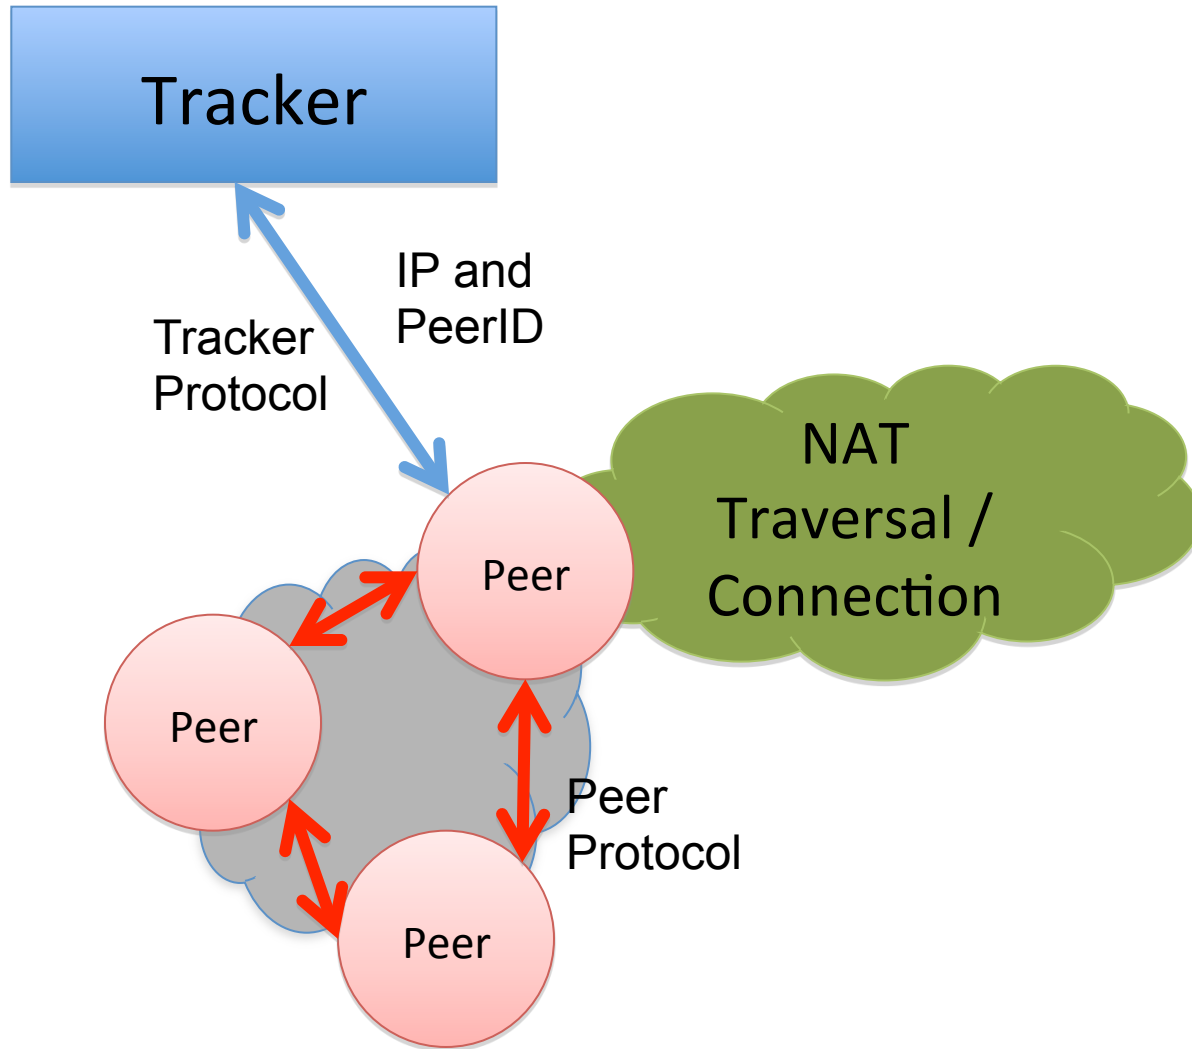 Tracker
IP and
PeerID
Tracker
Protocol
NAT
Traversal /
Connection
Peer
Peer
Peer
Protocol
Peer